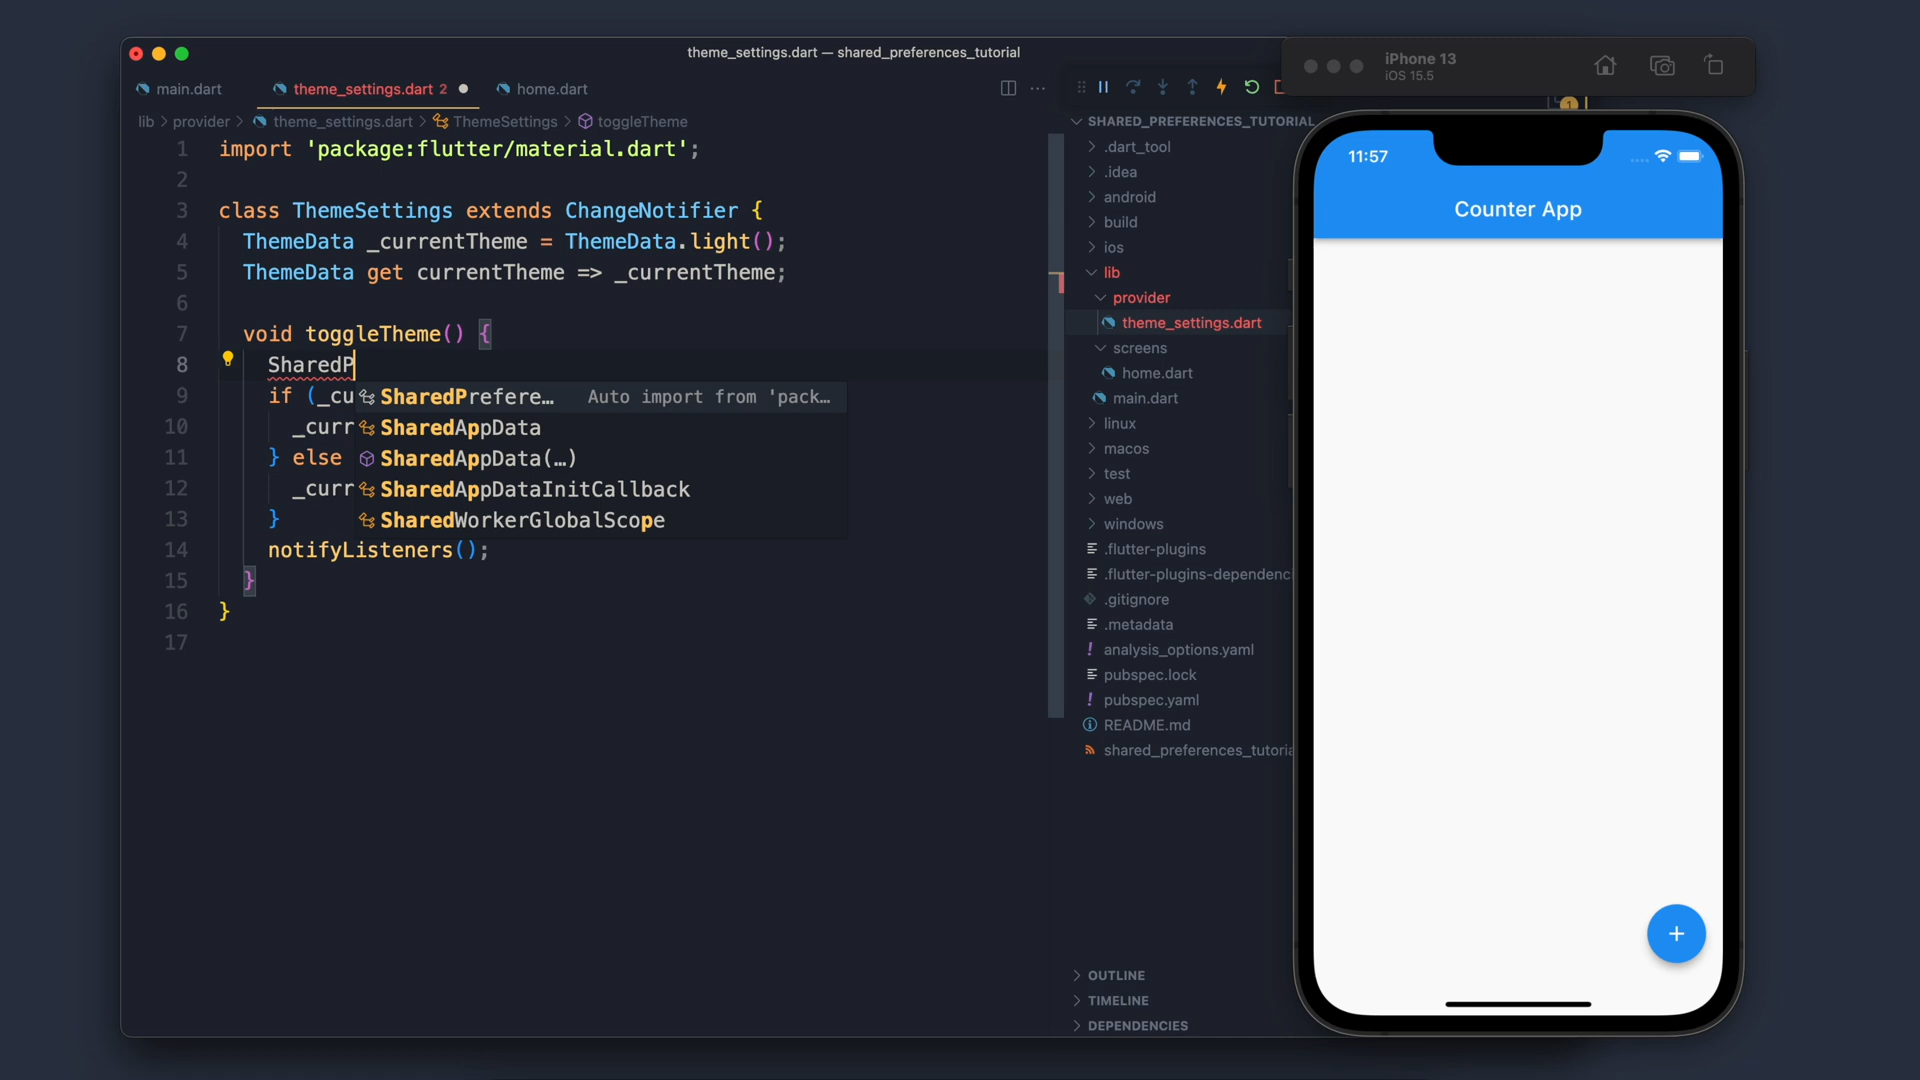 theme_settings.dart — shared_preferences_tutorial
main.dart
theme_settings.dart 2
home.dart
lib > provider > theme_settings.dart > ThemeSettings > toggleTheme
1 import 'package:flutter/material.dart';
2
3 class ThemeSettings extends ChangeNotifier {
4 ThemeData _currentTheme = ThemeData.light();
5 ThemeData get currentTheme => _currentTheme;
6
7 void toggleTheme() {
8 SharedP
9 if (_cu
10 _curr
11 } else
12 _curr
13 }
14 notifyListeners();
15 }
16 }
17
SharedPrefere… Auto import from 'pack…
SharedAppData
SharedAppData(…)
SharedAppDataInitCallback
SharedWorkerGlobalScope
SHARED_PREFERENCES_TUTORIAL
.dart_tool
.idea
android
build
ios
lib
provider
theme_settings.dart
screens
home.dart
main.dart
linux
macos
test
web
windows
.flutter-plugins
.flutter-plugins-dependenc
.gitignore
.metadata
! analysis_options.yaml
pubspec.lock
! pubspec.yaml
README.md
shared_preferences_tutoria
OUTLINE
TIMELINE
DEPENDENCIES
iPhone 13
iOS 15.5
1
11:57
Counter App
+